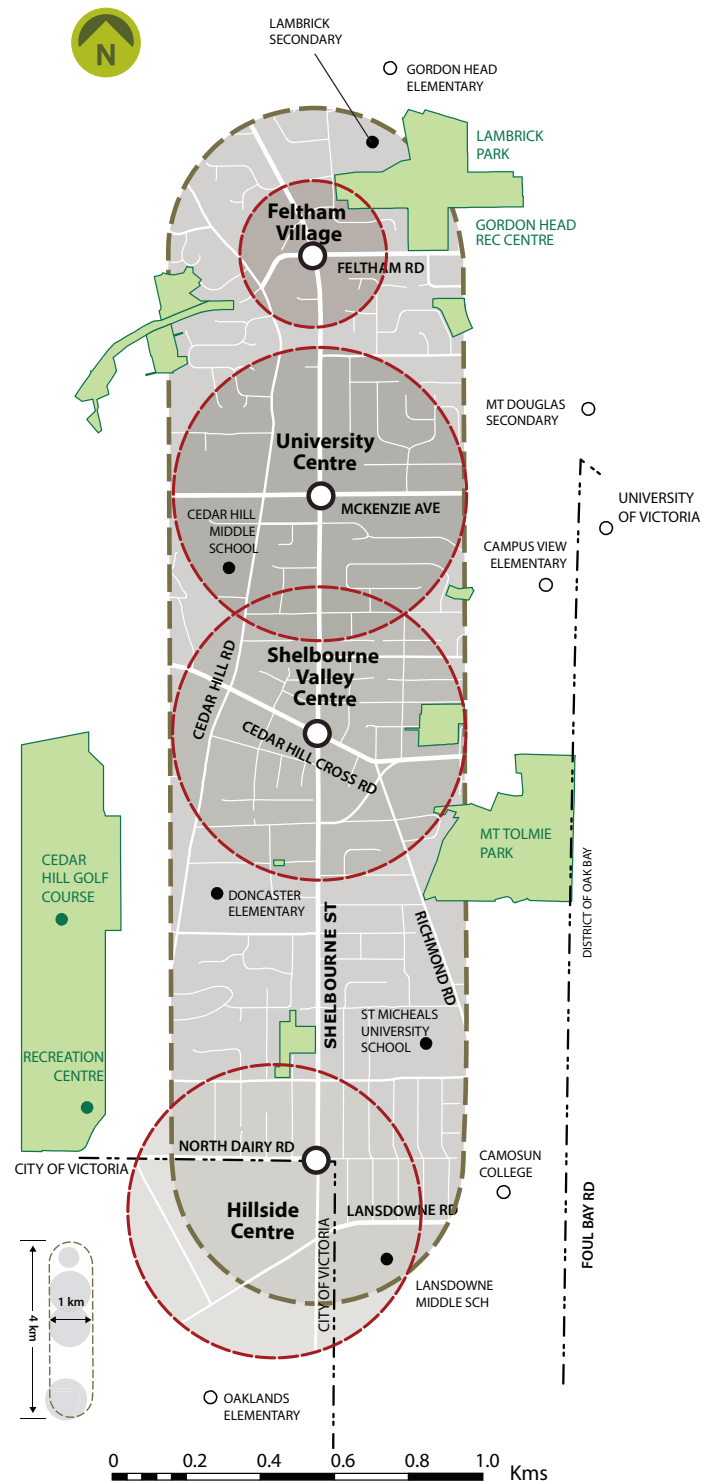 LAMBRICK
SECONDARY
N
GORDON HEAD
ELEMENTARY
LAMBRICK
PARK
Feltham
Village
GORDON HEAD
REC CENTRE
FELTHAM RD
MT DOUGLAS
SECONDARY
University
Centre
UNIVERSITY
OF VICTORIA
MCKENZIE AVE
CEDAR HILL
MIDDLE
SCHOOL
CAMPUS VIEW
ELEMENTARY
Shelbourne
Valley
Centre
CEDAR HILL RD
CEDAR HILL CROSS RD
MT TOLMIE
PARK
CEDAR
HILL GOLF
COURSE
DONCASTER
ELEMENTARY
DISTRICT OF OAK BAY
SHELBOURNE ST
RICHMOND RD
ST MICHEALS
UNIVERSITY
SCHOOL
RECREATION
CENTRE
NORTH DAIRY RD
CITY OF VICTORIA
CAMOSUN
COLLEGE
Hillside
Centre
LANSDOWNE RD
CITY OF VICTORIA
FOUL BAY RD
LANSDOWNE
MIDDLE SCH
1 km
4 km
OAKLANDS
ELEMENTARY
0 0.2 0.4 0.6 0.8 1.0 Kms